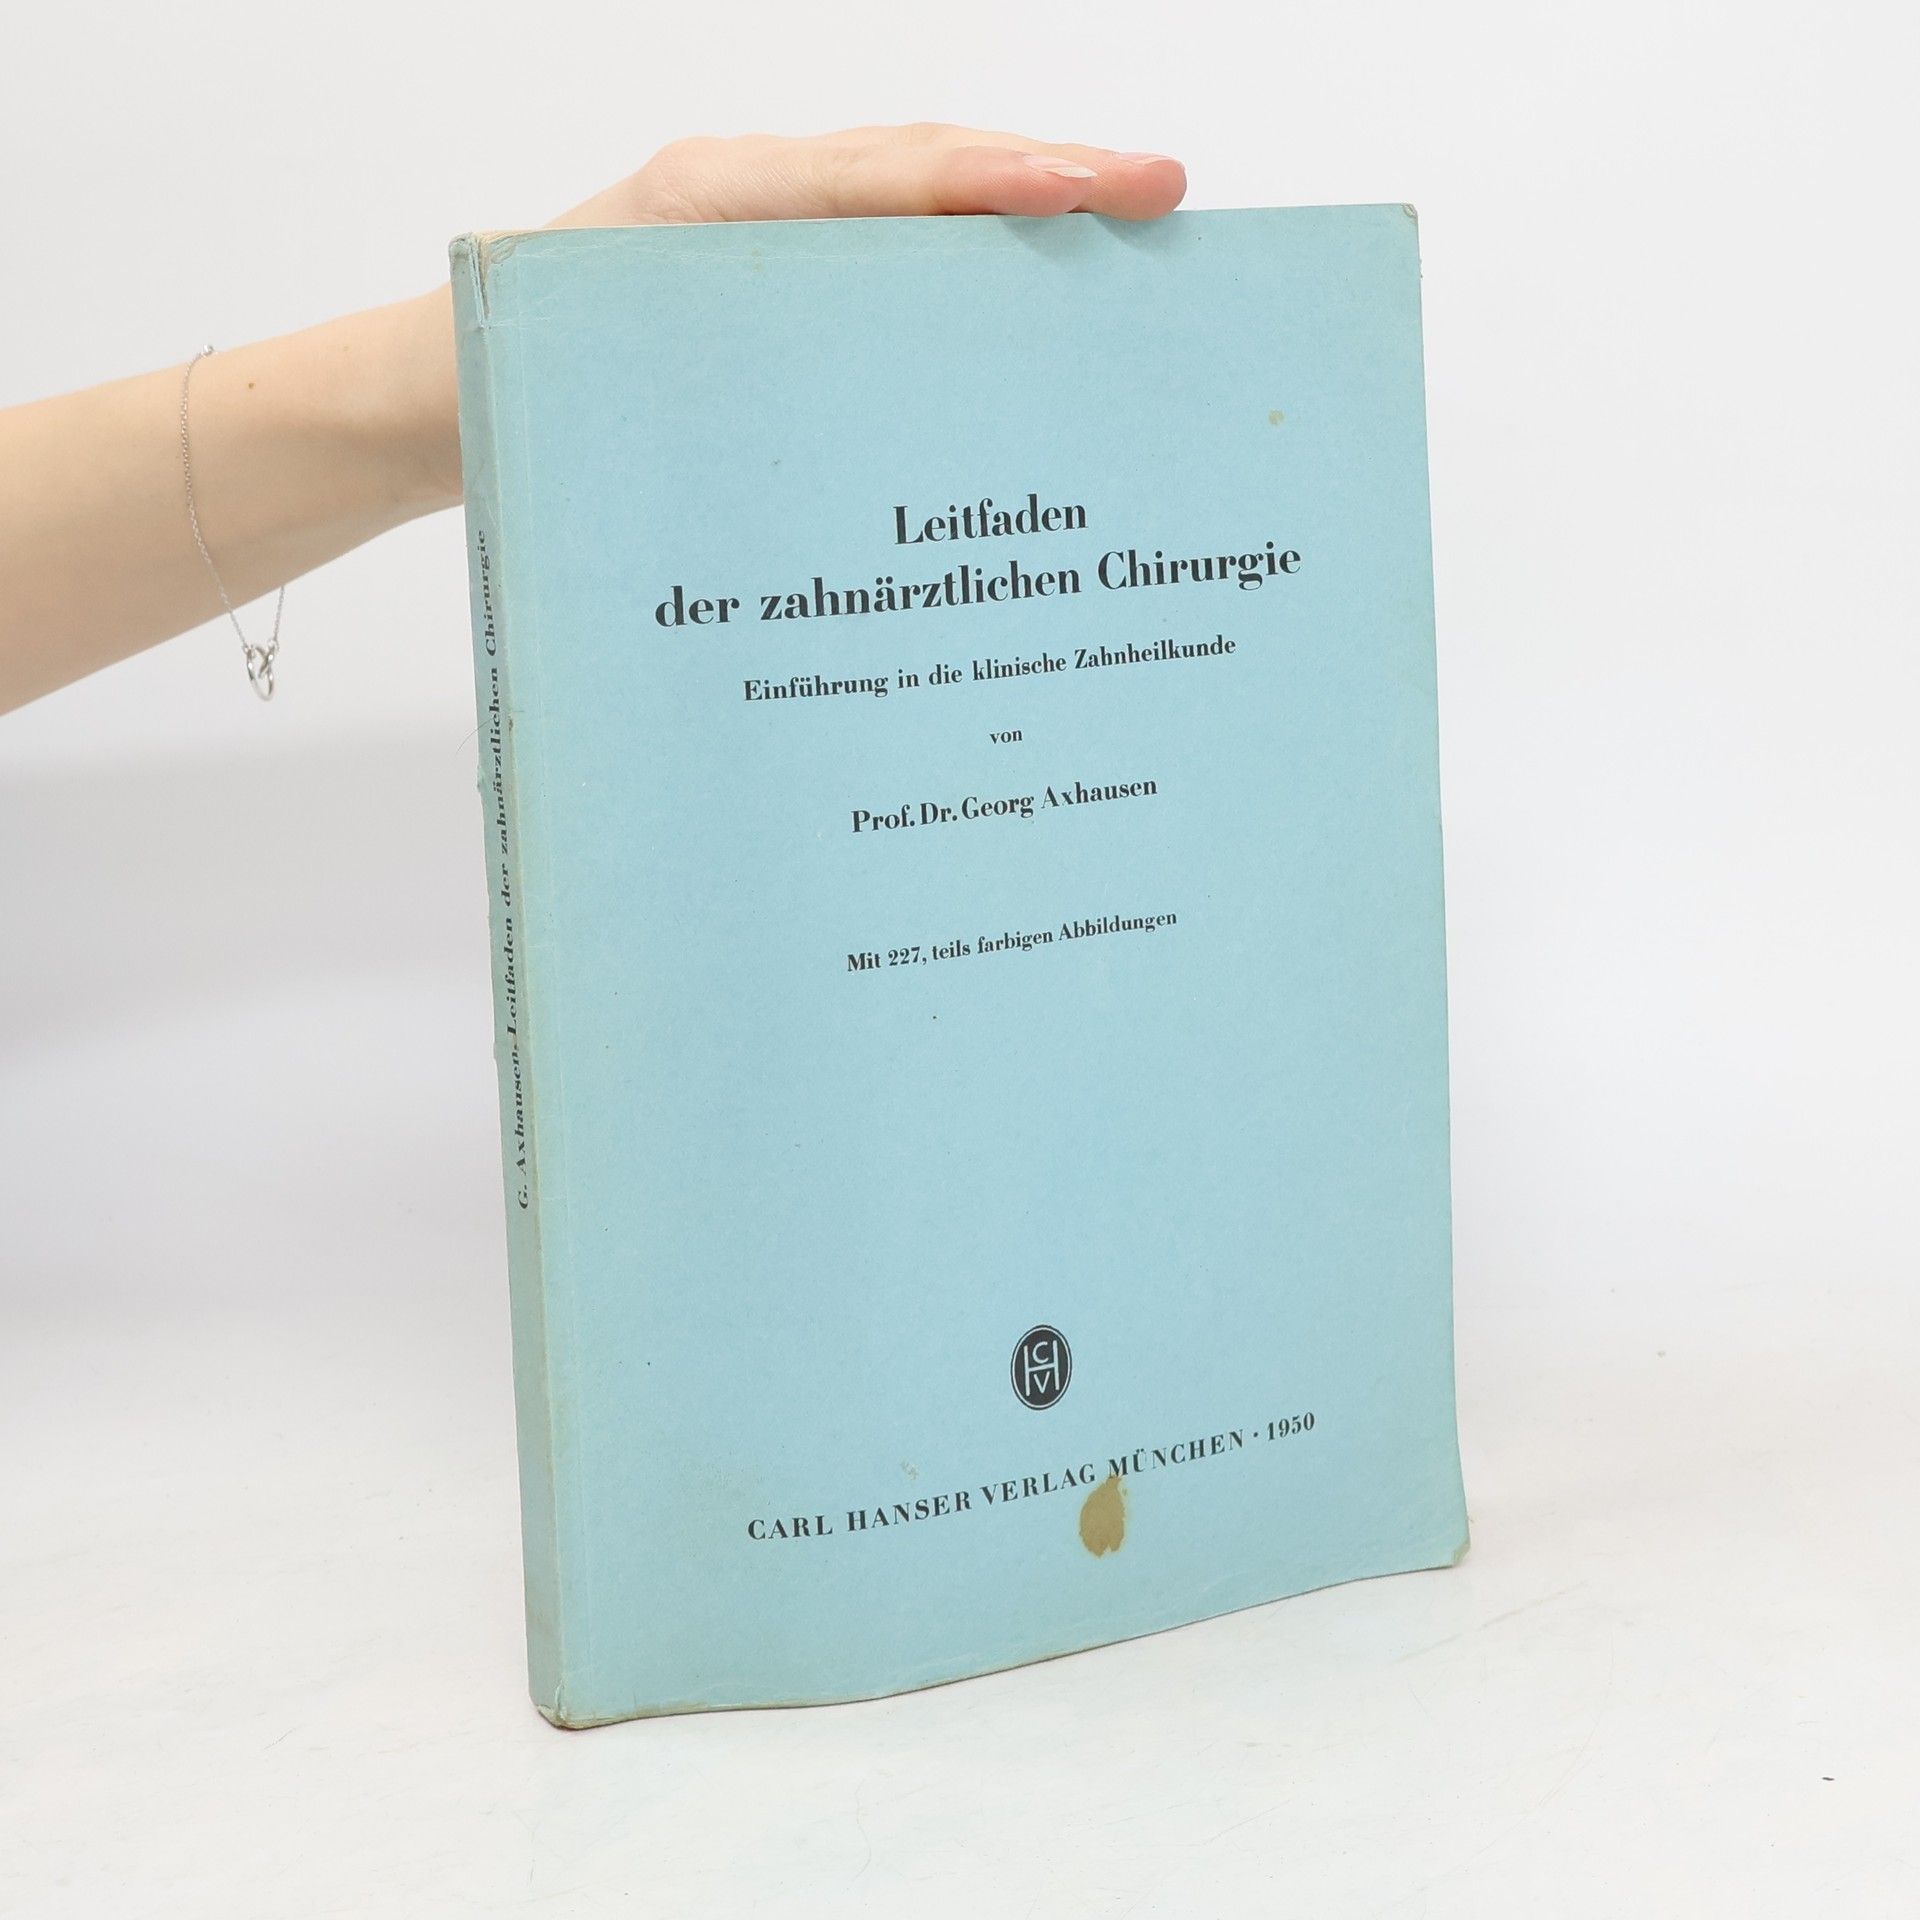 Leitfaden
der zahnärztlichen Chirurgie
Einführung in die klinische Zahnheilkunde
von
Prof. Dr. Georg Axhausen
Mit 227, teils farbigen Abbildungen
CHV
CARL HANSER VERLAG MÜNCHEN · 1950
G. Axhausen, Leitfaden der zahnärztlichen Chirurgie